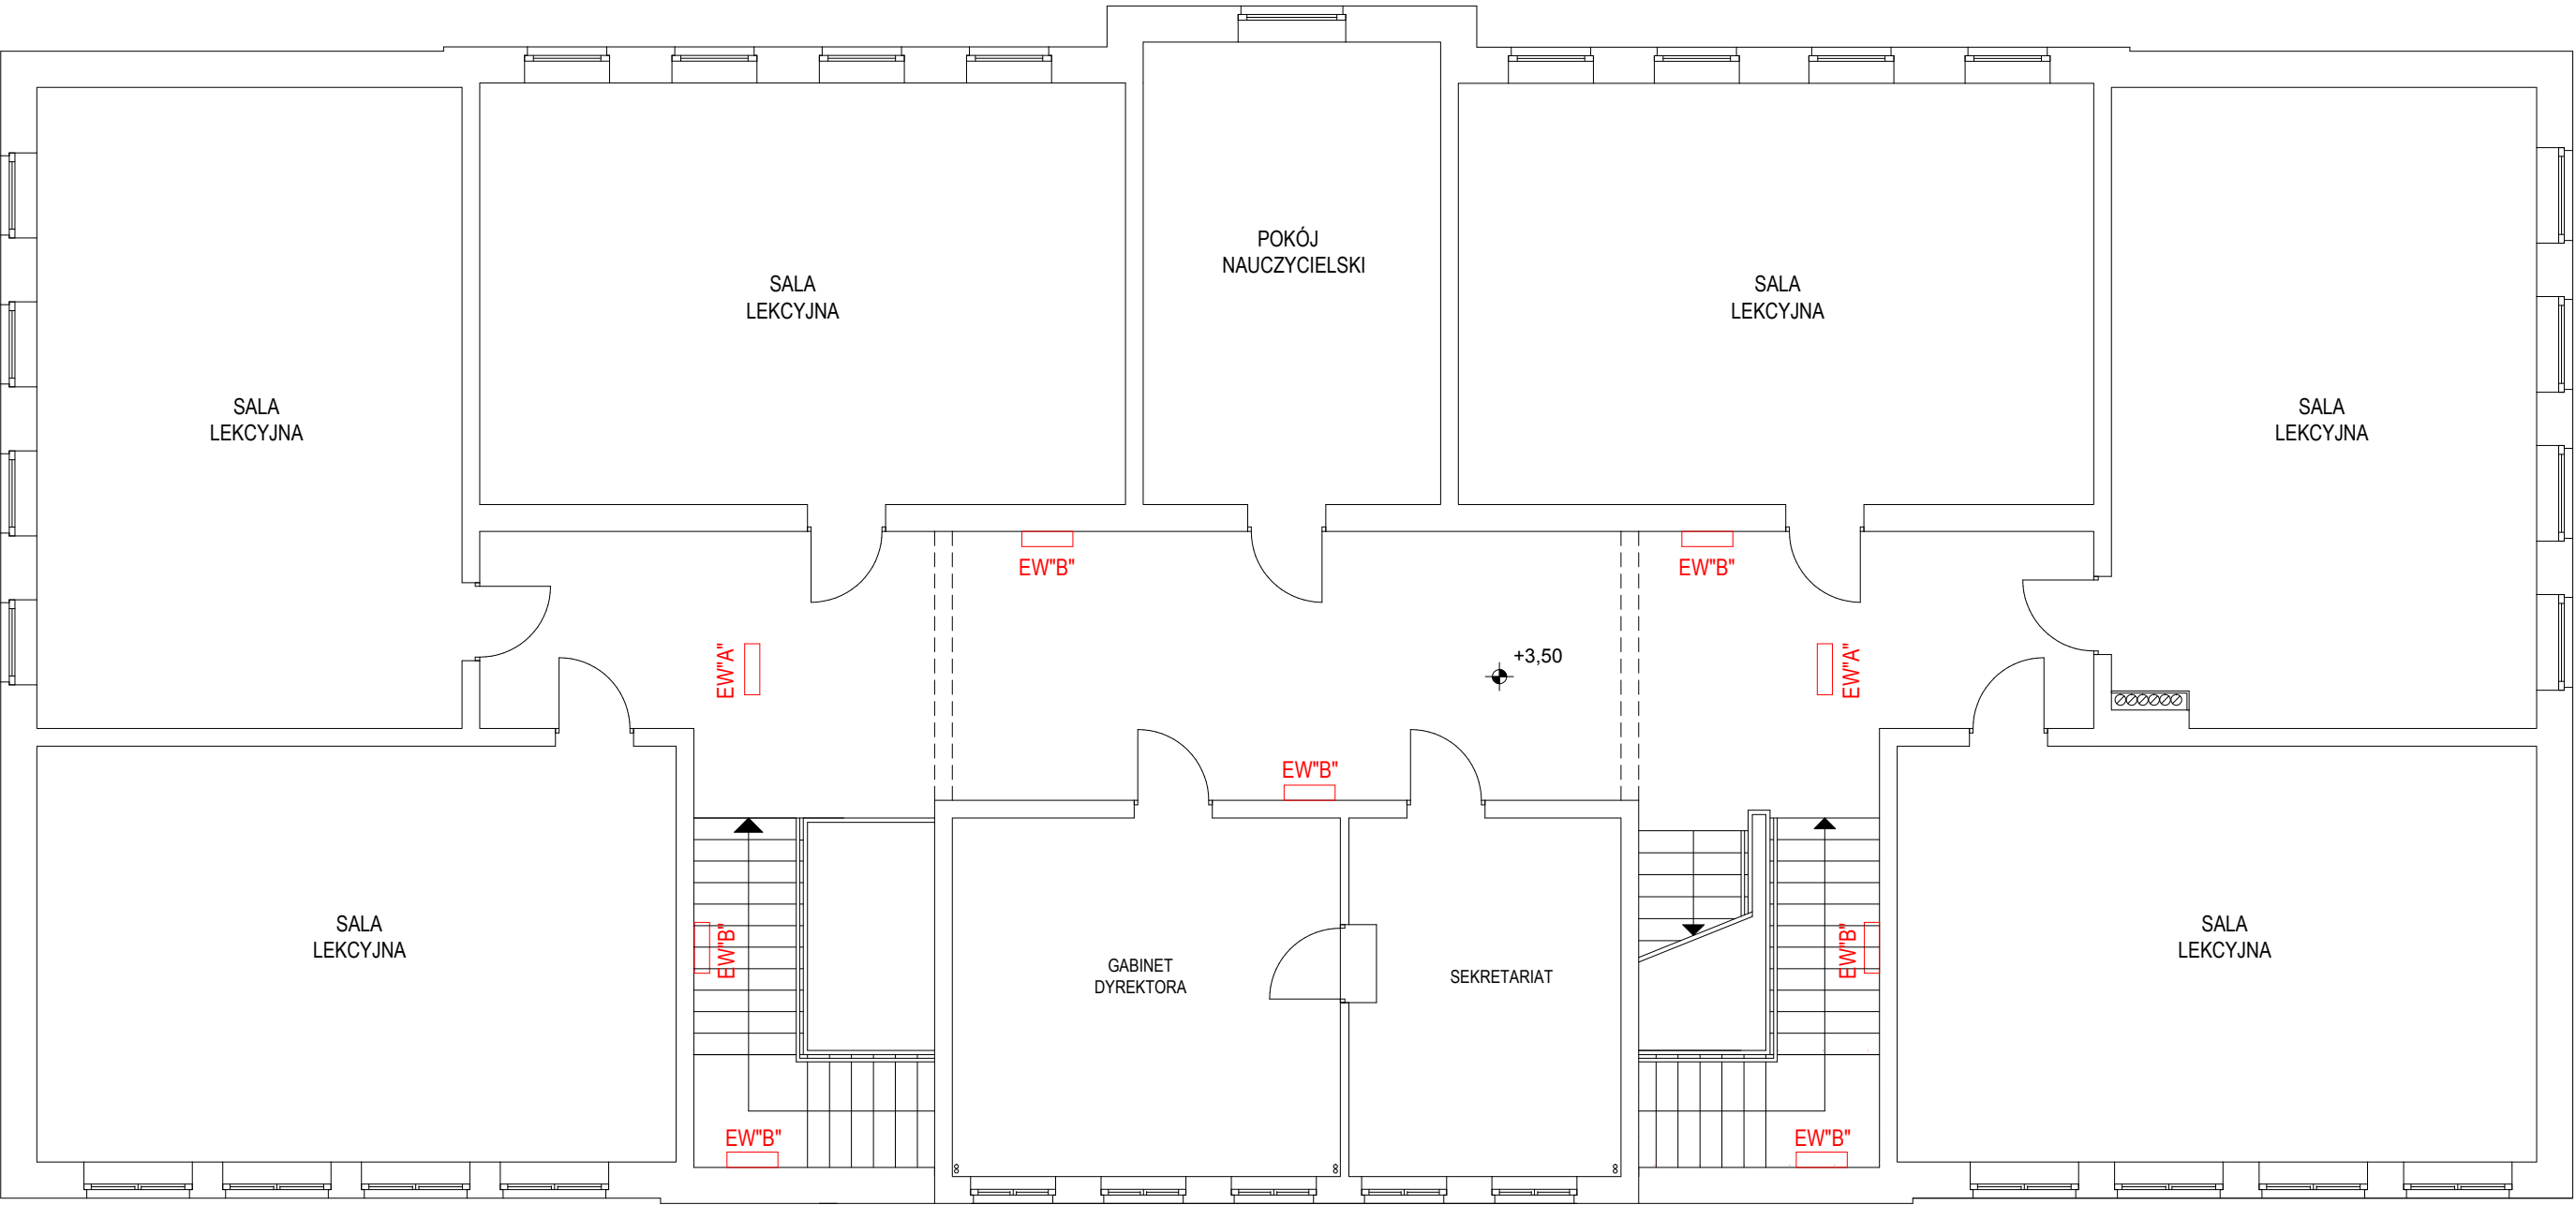 POKÓJ
NAUCZYCIELSKI
SALA
LEKCYJNA
SALA
LEKCYJNA
SALA
LEKCYJNA
SALA
LEKCYJNA
EW"B"
EW"B"
EW"A"
+3,50
EW"A"
EW"B"
SALA
LEKCYJNA
EW"B"
GABINET
DYREKTORA
SEKRETARIAT
EW"B"
SALA
LEKCYJNA
EW"B"
EW"B"